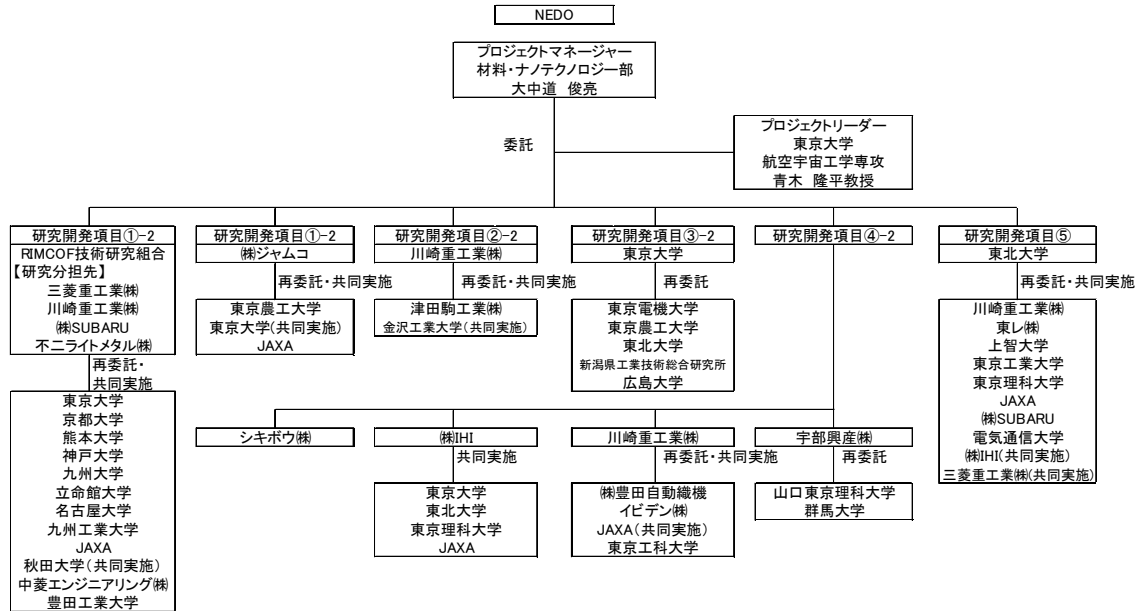 NEDO
プロジェクトマネージャー
材料・ナノテクノロジー部
大中道 俊亮
委託
プロジェクトリーダー
東京大学
航空宇宙工学専攻
青木 隆平教授
研究開発項目①-2
RIMCOF技術研究組合
【研究分担先】
三菱重工業㈱
川崎重工業㈱
㈱SUBARU
不二ライトメタル㈱
再委託・
共同実施
東京大学
京都大学
熊本大学
神戸大学
九州大学
立命館大学
名古屋大学
九州工業大学
JAXA
秋田大学(共同実施)
中菱エンジニアリング㈱
豊田工業大学
研究開発項目①-2
㈱ジャムコ
再委託・共同実施
東京農工大学
東京大学(共同実施)
JAXA
研究開発項目②-2
川崎重工業㈱
再委託・共同実施
津田駒工業㈱
金沢工業大学(共同実施)
研究開発項目③-2
東京大学
再委託
東京電機大学
東京農工大学
東北大学
新潟県工業技術総合研究所
広島大学
研究開発項目④-2
シキボウ㈱
㈱IHI
共同実施
東京大学
東北大学
東京理科大学
JAXA
川崎重工業㈱
再委託・共同実施
㈱豊田自動織機
イビデン㈱
JAXA(共同実施)
東京工科大学
宇部興産㈱
再委託
山口東京理科大学
群馬大学
研究開発項目⑤
東北大学
再委託・共同実施
川崎重工業㈱
東レ㈱
上智大学
東京工業大学
東京理科大学
JAXA
㈱SUBARU
電気通信大学
㈱IHI(共同実施)
三菱重工業㈱(共同実施)